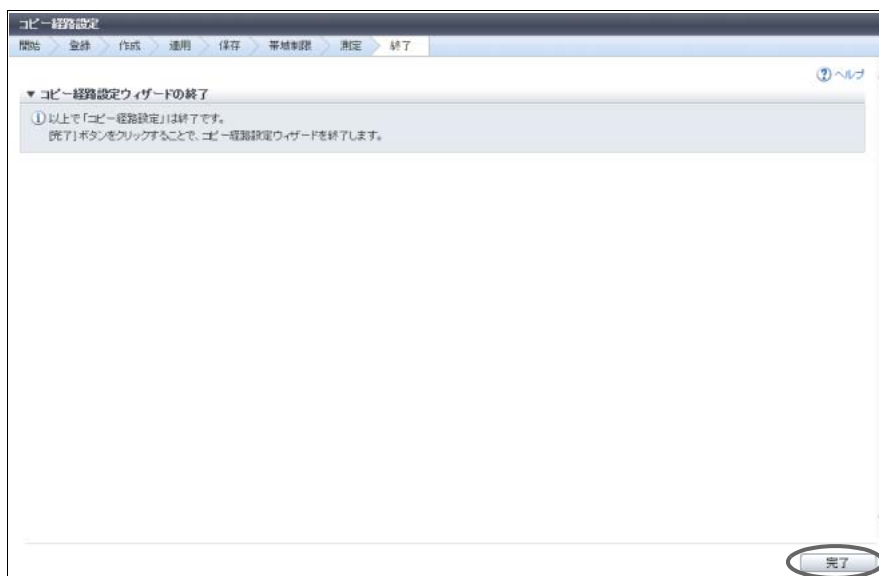 コピー経路設定
開始 登録 作成 適用 保存 帯域制限 測定 終了
ヘルプ
▼ コピー経路設定ウィザードの終了
以上で「コピー経路設定」は終了です。
[完了]ボタンをクリックすることで、コピー経路設定ウィザードを終了します。
完了